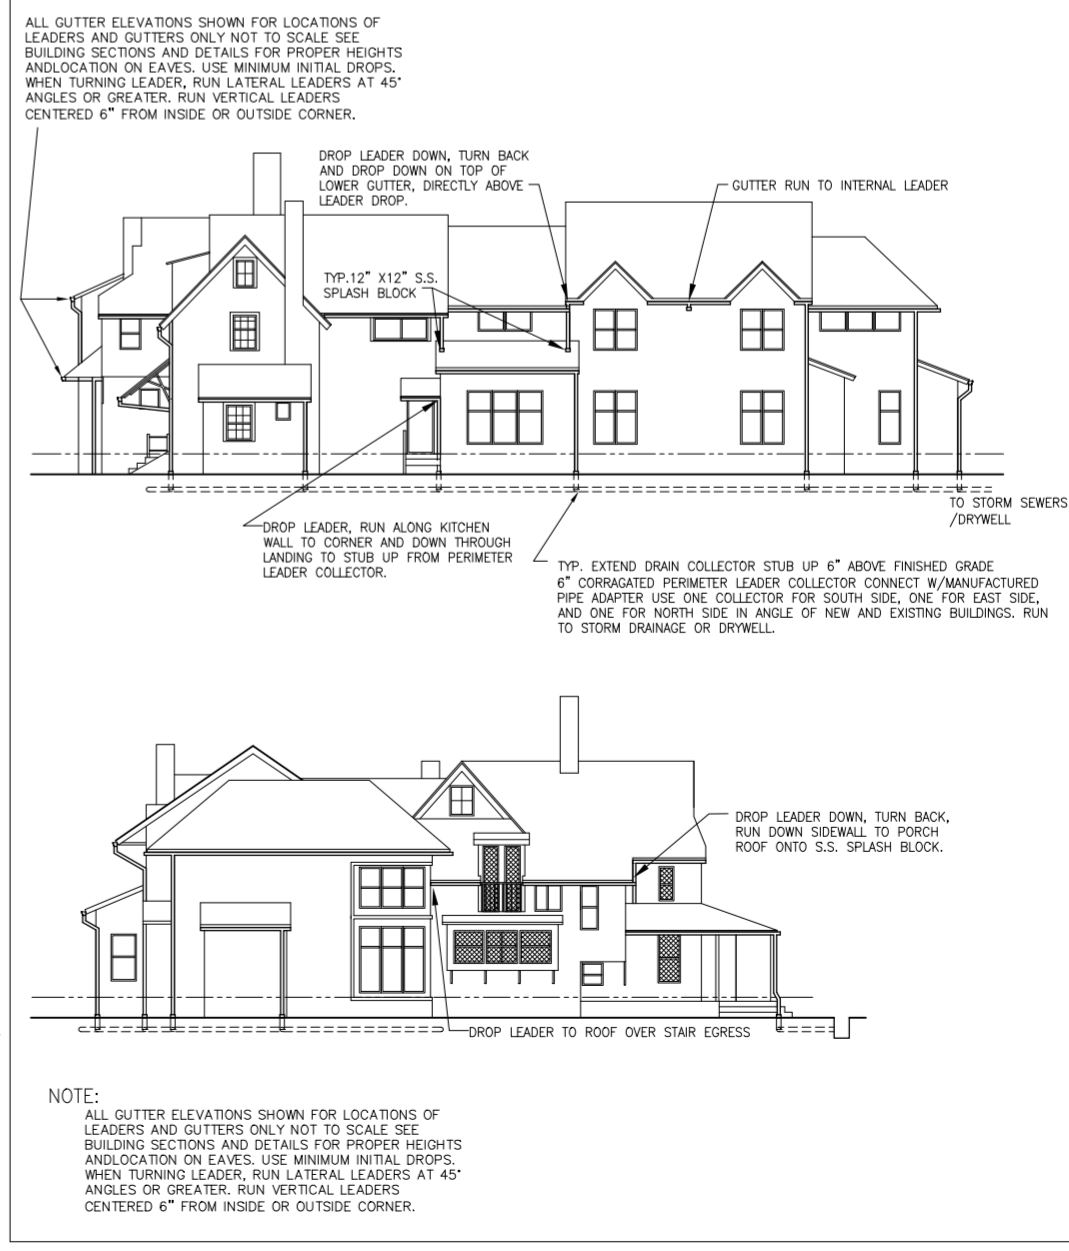 ALL GUTTER ELEVATIONS SHOWN FOR LOCATIONS OF
LEADERS AND GUTTERS ONLY NOT TO SCALE SEE
BUILDING SECTIONS AND DETAILS FOR PROPER HEIGHTS
ANDLOCATION ON EAVES. USE MINIMUM INITIAL DROPS.
WHEN TURNING LEADER, RUN LATERAL LEADERS AT 45°
ANGLES OR GREATER. RUN VERTICAL LEADERS
CENTERED 6" FROM INSIDE OR OUTSIDE CORNER.
DROP LEADER DOWN, TURN BACK
AND DROP DOWN ON TOP OF
LOWER GUTTER, DIRECTLY ABOVE
LEADER DROP.
GUTTER RUN TO INTERNAL LEADER
TYP.12" X12" S.S.
SPLASH BLOCK
TO STORM SEWERS
/DRYWELL
DROP LEADER, RUN ALONG KITCHEN
WALL TO CORNER AND DOWN THROUGH
LANDING TO STUB UP FROM PERIMETER
LEADER COLLECTOR.
TYP. EXTEND DRAIN COLLECTOR STUB UP 6" ABOVE FINISHED GRADE
6" CORRAGATED PERIMETER LEADER COLLECTOR CONNECT W/MANUFACTURED
PIPE ADAPTER USE ONE COLLECTOR FOR SOUTH SIDE, ONE FOR EAST SIDE,
AND ONE FOR NORTH SIDE IN ANGLE OF NEW AND EXISTING BUILDINGS. RUN
TO STORM DRAINAGE OR DRYWELL.
DROP LEADER DOWN, TURN BACK,
RUN DOWN SIDEWALL TO PORCH
ROOF ONTO S.S. SPLASH BLOCK.
DROP LEADER TO ROOF OVER STAIR EGRESS
NOTE:
ALL GUTTER ELEVATIONS SHOWN FOR LOCATIONS OF
LEADERS AND GUTTERS ONLY NOT TO SCALE SEE
BUILDING SECTIONS AND DETAILS FOR PROPER HEIGHTS
ANDLOCATION ON EAVES. USE MINIMUM INITIAL DROPS.
WHEN TURNING LEADER, RUN LATERAL LEADERS AT 45°
ANGLES OR GREATER. RUN VERTICAL LEADERS
CENTERED 6" FROM INSIDE OR OUTSIDE CORNER.